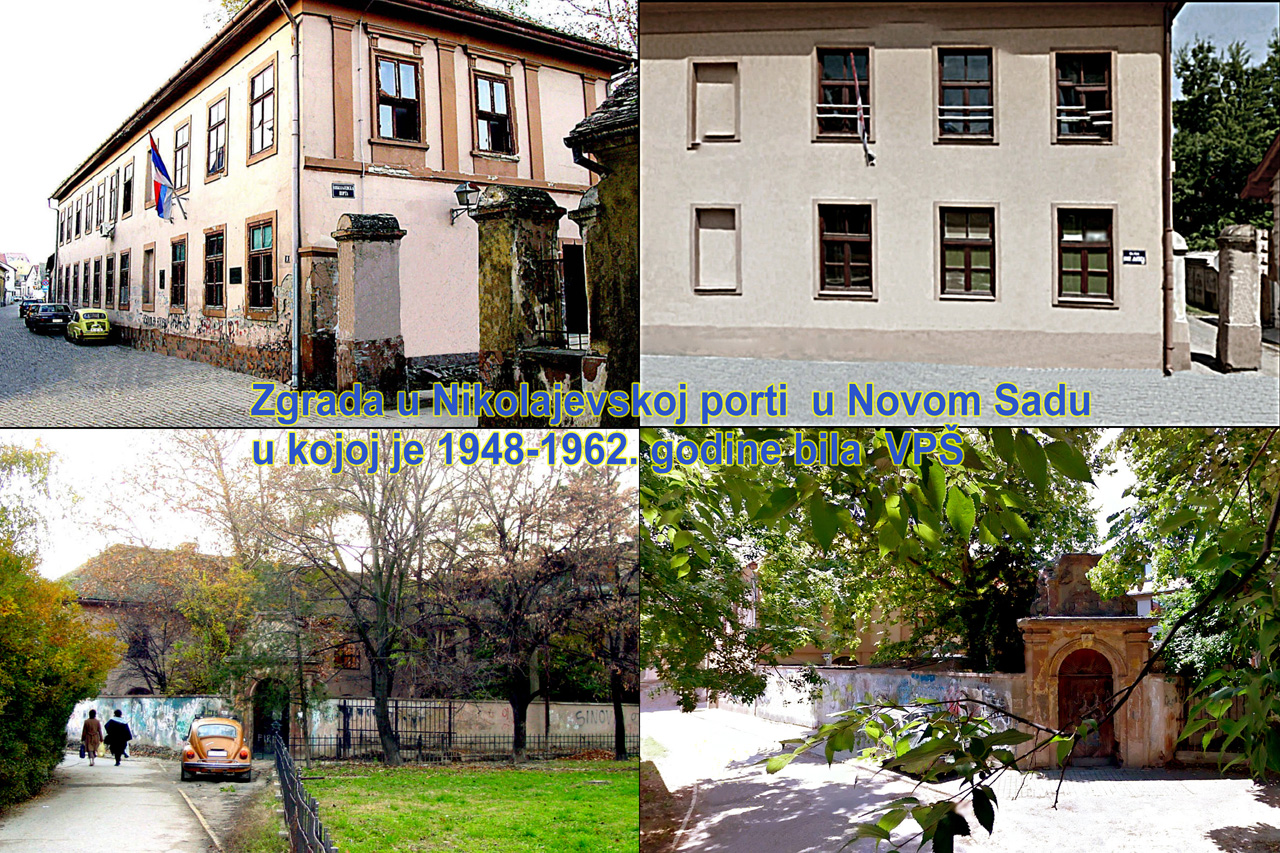 Zgrada u Nikolajevskoj porti  u Novom Sadu
u kojoj je 1948-1962. godine bila  VPŠ